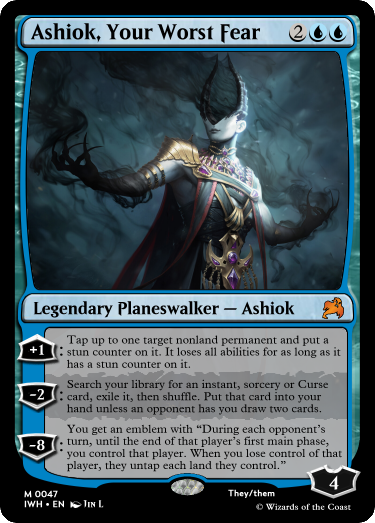 Ashiok, Your Worst Fear 2
Legendary Planeswalker — Ashiok
+1 : Tap up to one target nonland permanent and put a
stun counter on it. It loses all abilities for as long as it
has a stun counter on it.
-2 : Search your library for an instant, sorcery or Curse
card, exile it, then shuffle. Put that card into your
hand unless an opponent has you draw two cards.
-8 : You get an emblem with “During each opponent's
turn, until the end of that player's first main phase,
you control that player. When you lose control of that
player, they untap each land they control.”
4
M 0047 They/them
IWH • EN Jin L © Wizards of the Coast